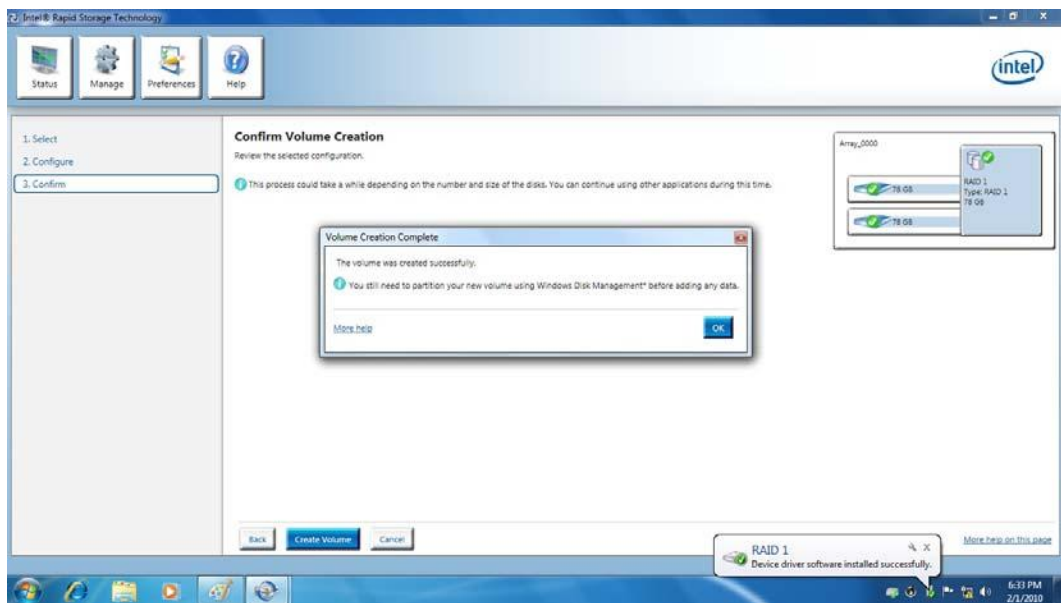 Intel® Rapid Storage Technology
Status
Manage
Preferences
Help
intel
1. Select
2. Configure
3. Confirm
Confirm Volume Creation
Review the selected configuration.
This process could take a while depending on the number and size of the disks. You can continue using other applications during this time.
Array_0000
78 GB
78 GB
RAID 1
Type: RAID 1
78 GB
Volume Creation Complete
The volume was created successfully.
You still need to partition your new volume using Windows Disk Management* before adding any data.
More help
OK
Back
Create Volume
Cancel
More help on this page
RAID 1
Device driver software installed successfully.
6:33 PM
2/1/2010